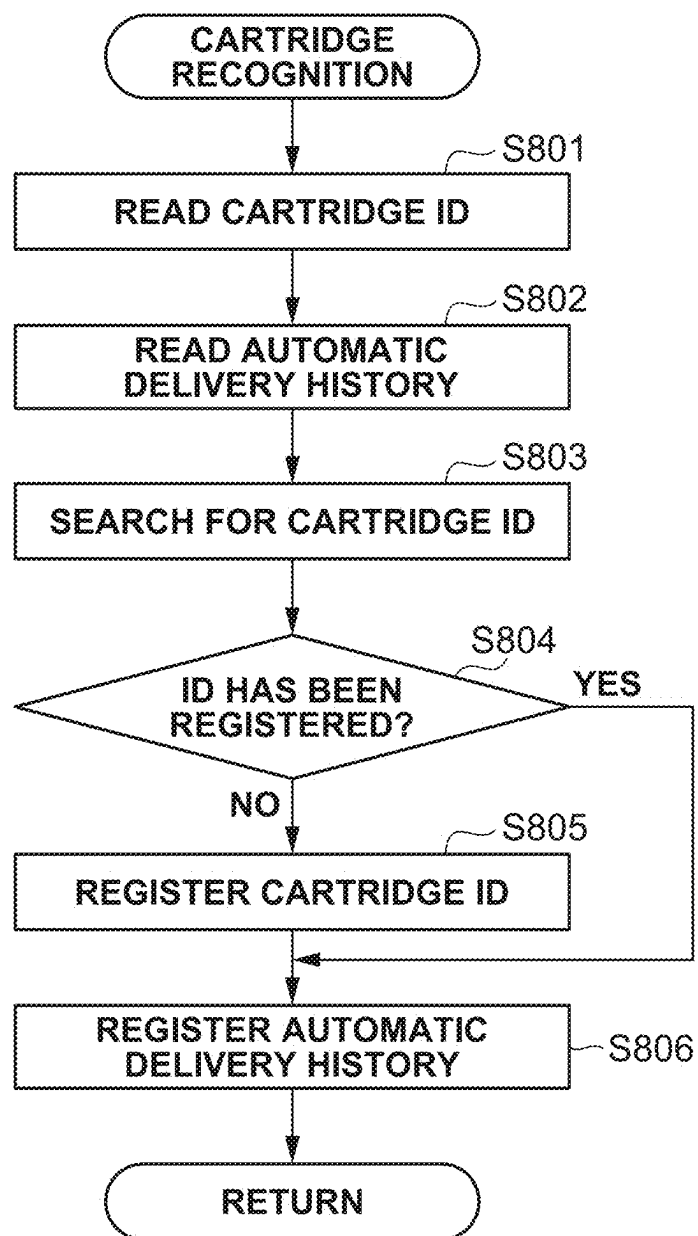 CARTRIDGE
RECOGNITION
S801
READ CARTRIDGE ID
S802
READ AUTOMATIC
DELIVERY HISTORY
S803
SEARCH FOR CARTRIDGE ID
S804
ID HAS BEEN
REGISTERED?
YES
NO
S805
REGISTER CARTRIDGE ID
REGISTER AUTOMATIC
DELIVERY HISTORY
S806
RETURN